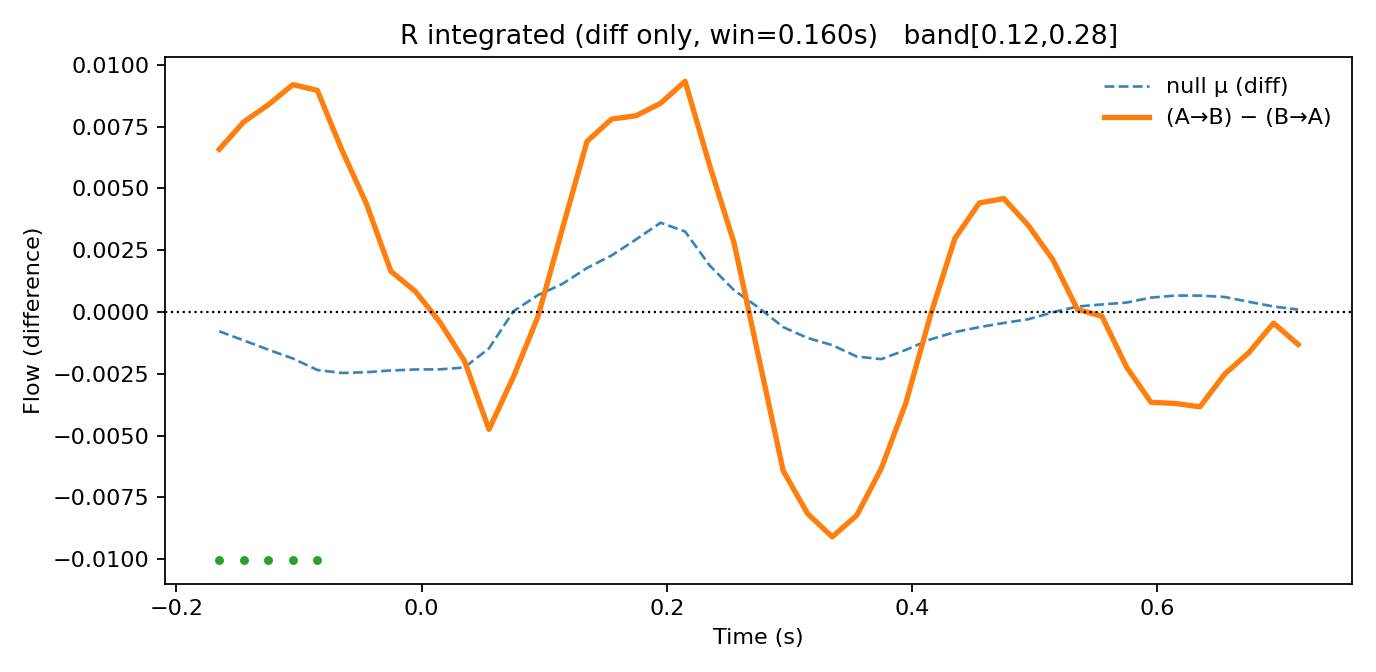 R integrated (diff only, win=0.160s)   band[0.12,0.28]
0.0100
0.0075
0.0050
0.0025
0.0000
−0.0025
−0.0050
−0.0075
−0.0100
Flow (difference)
null μ (diff)
(A→B) − (B→A)
−0.2 0.0 0.2 0.4 0.6
Time (s)